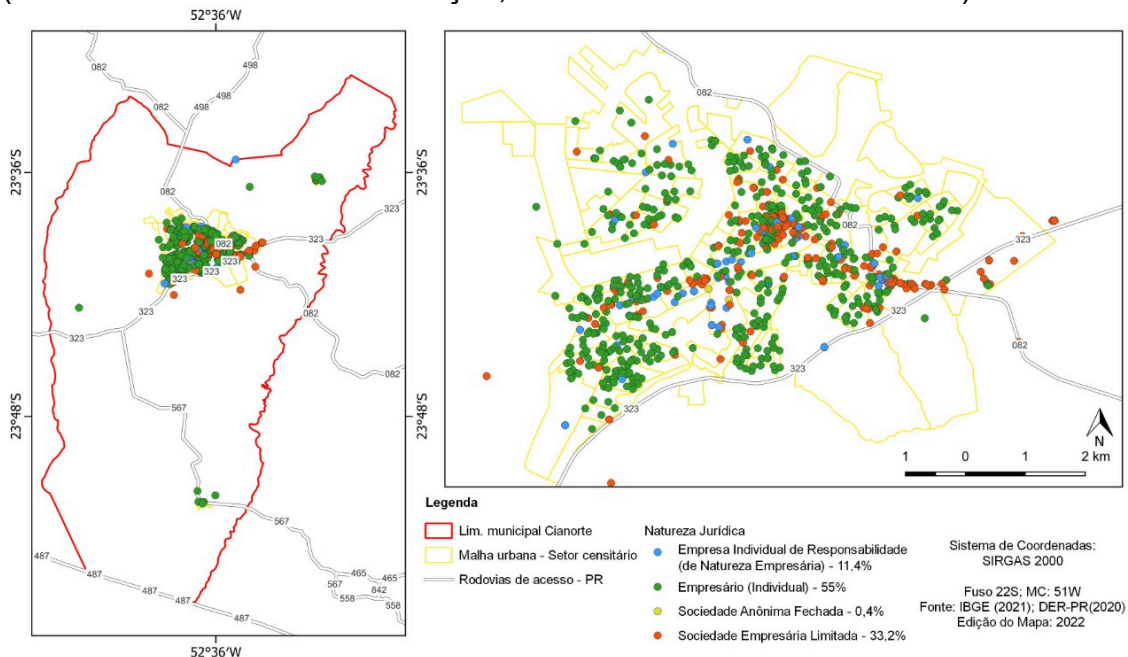 52°36'W
082
498
082
498
23°36'S
23°36'S
082
323
082
323
323
323
323
323
082
082
567
23°48'S
23°48'S
567
487
465
465
487
567
842
558
558
487
487
487
52°36'W
082
082
323
323
082
323
323
N
1 0 1 2 km
Legenda
Lim. municipal Cianorte
Malha urbana - Setor censitário
Rodovias de acesso - PR
Natureza Jurídica
Empresa Individual de Responsabilidade
(de Natureza Empresária) - 11,4%
Empresário (Individual) - 55%
Sociedade Anônima Fechada - 0,4%
Sociedade Empresária Limitada - 33,2%
Sistema de Coordenadas:
SIRGAS 2000
Fuso 22S; MC: 51W
Fonte: IBGE (2021); DER-PR(2020)
Edição do Mapa: 2022